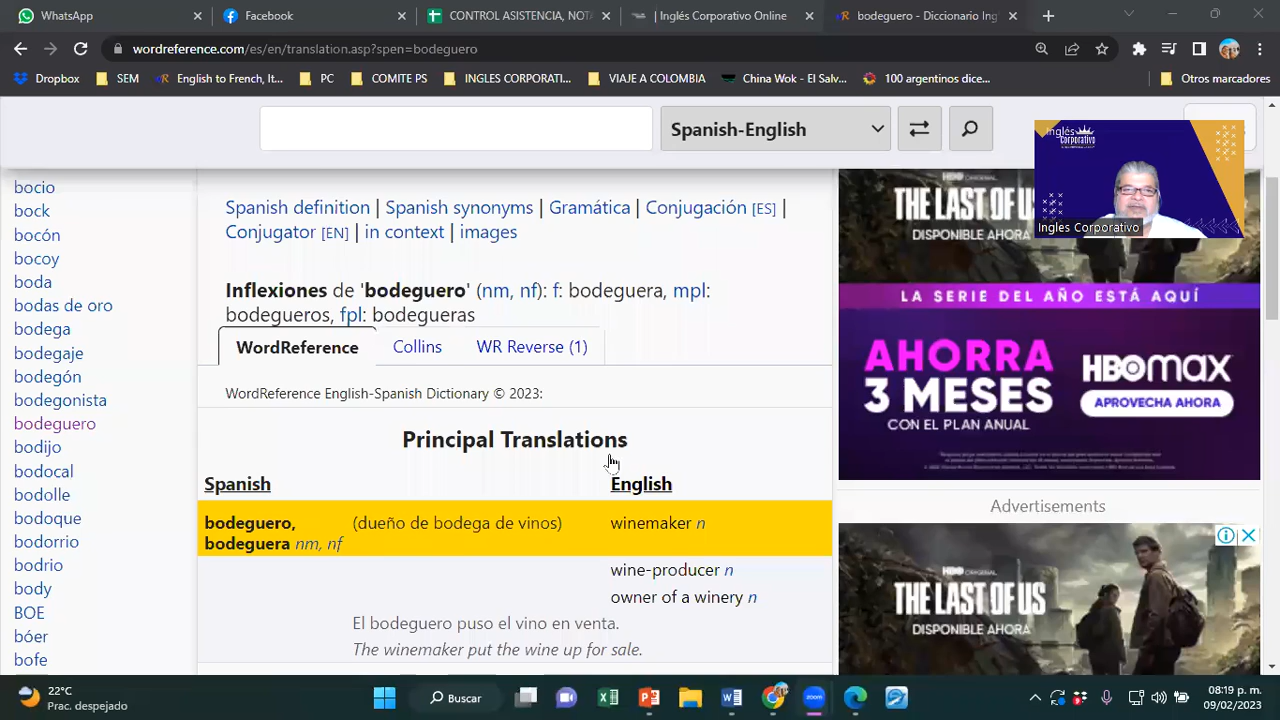 WhatsApp
Facebook
CONTROL ASISTENCIA, NOTA
Inglés Corporativo Online
bodeguero - Diccionario Ing
wordreference.com/es/en/translation.asp?spen=bodeguero
Dropbox
SEM
English to French, It...
PC
COMITE PS
INGLES CORPORATI...
VIAJE A COLOMBIA
China Wok - El Salv...
100 argentinos dice...
Otros marcadores
Spanish-English
Inglés
Corporativo
Ingles Corporativo
bocio
bock
bocón
bocoy
boda
bodas de oro
bodega
bodegaje
bodegón
bodegonista
bodeguero
bodijo
bodocal
bodolle
bodoque
bodorrio
bodrio
body
BOE
bóer
bofe
Spanish definition | Spanish synonyms | Gramática | Conjugación [ES] |
Conjugator [EN] | in context | images
Inflexiones de 'bodeguero' (nm, nf): f: bodeguera, mpl:
bodegueros, fpl: bodegueras
WordReference
Collins
WR Reverse (1)
WordReference English-Spanish Dictionary © 2023:
Principal Translations
Spanish
English
bodeguero, (dueño de bodega de vinos) winemaker n
bodeguera nm, nf
wine-producer n
owner of a winery n
El bodeguero puso el vino en venta.
The winemaker put the wine up for sale.
HBO ORIGINAL
THE LAST OF US
DISPONIBLE AHORA
LA SERIE DEL AÑO ESTÁ AQUÍ
AHORRA
3 MESES
CON EL PLAN ANUAL
HBOMAX
APROVECHA AHORA
Advertisements
HBO ORIGINAL
THE LAST OF US
DISPONIBLE AHORA
22°C
Prac. despejado
Buscar
zoom
08:19 p. m.
09/02/2023